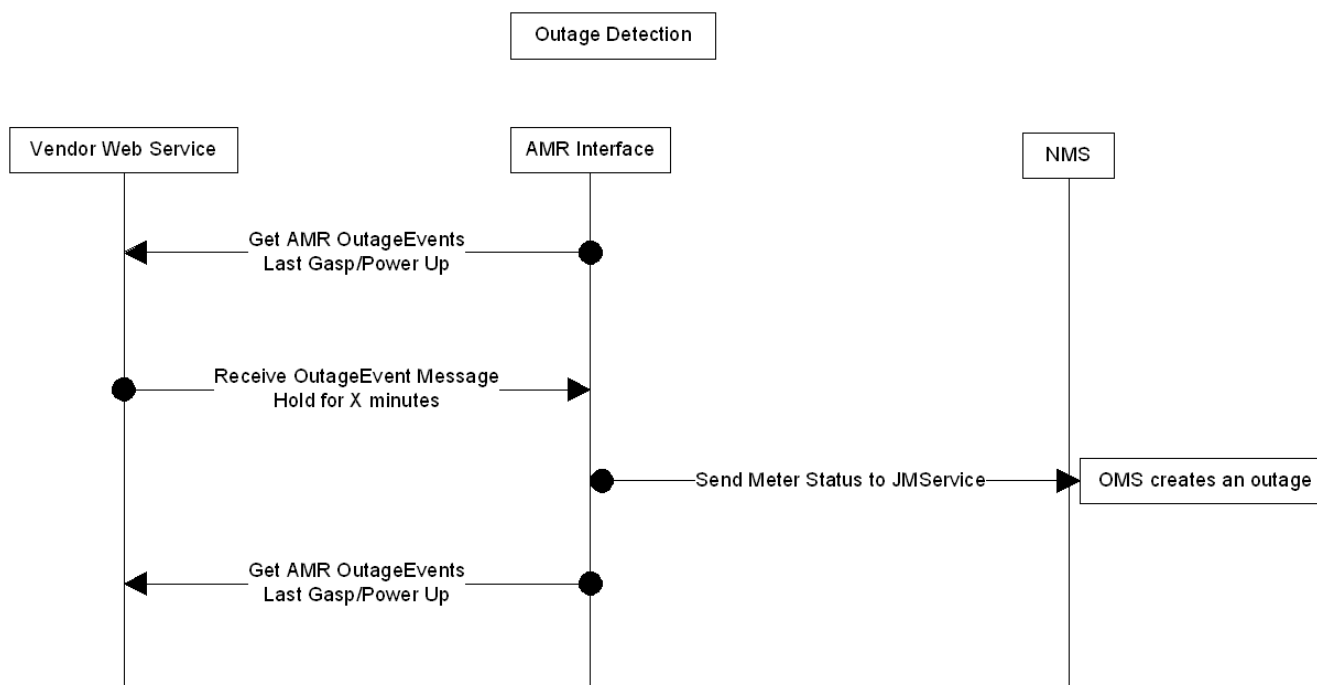 Outage Detection
Vendor Web Service
AMR Interface
NMS
Get AMR OutageEvents
Last Gasp/Power Up
Receive OutageEvent Message
Hold for X minutes
Send Meter Status to JMService
OMS creates an outage
Get AMR OutageEvents
Last Gasp/Power Up